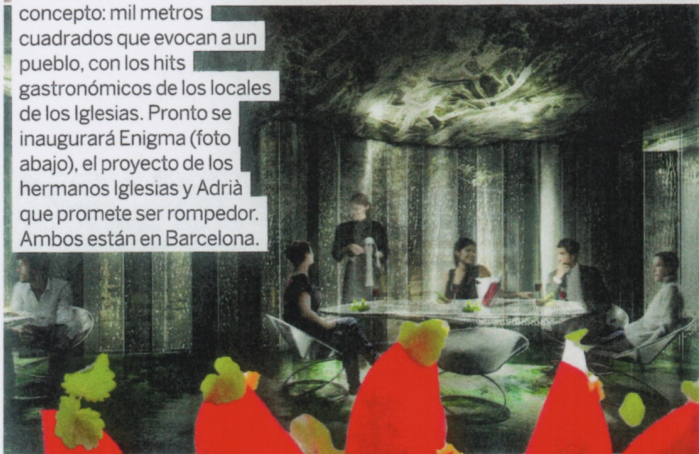 concepto: mil metros
cuadrados que evocan a un
pueblo, con los hits
gastronómicos de los locales
de los Iglesias. Pronto se
inaugurará Enigma (foto
abajo), el proyecto de los
hermanos Iglesias y Adrià
que promete ser rompedor.
Ambos están en Barcelona.